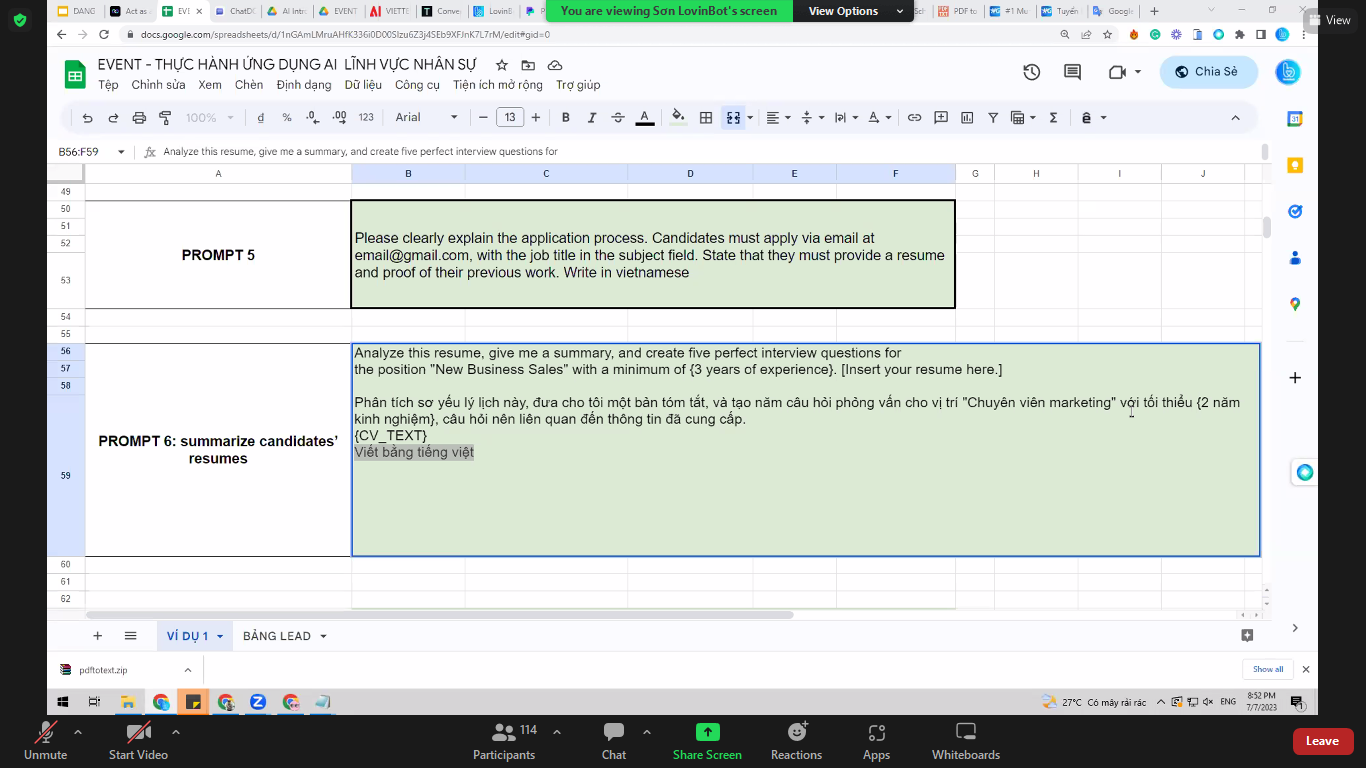 DANG
Act as
EVE
ChatG
AI Intr
EVENT
VIETTE
Conve
LovinB
P
You are viewing Sơn LovinBot's screen
View Options
PDF to
#1 Mu
Tuyển
Google
View
docs.google.com/spreadsheets/d/1nGAmLMruAHfK336i0D00Slzu6Z3j4SEb9XFJnK7L7rM/edit#gid=0
EVENT - THỰC HÀNH ỨNG DỤNG AI LĨNH VỰC NHÂN SỰ
Chia Sẻ
Tệp Chỉnh sửa Xem Chèn Định dạng Dữ liệu Công cụ Tiện ích mở rộng Trợ giúp
100% đ % .0 .00 123 Arial 13 B I S A
B56:F59
fx Analyze this resume, give me a summary, and create five perfect interview questions for
A B C D E F G H I J
49
50
51
52
53
PROMPT 5
Please clearly explain the application process. Candidates must apply via email at
email@gmail.com, with the job title in the subject field. State that they must provide a resume
and proof of their previous work. Write in vietnamese
54
55
56
57
58
59
PROMPT 6: summarize candidates’
resumes
Analyze this resume, give me a summary, and create five perfect interview questions for
the position "New Business Sales" with a minimum of {3 years of experience}. [Insert your resume here.]
Phân tích sơ yếu lý lịch này, đưa cho tôi một bản tóm tắt, và tạo năm câu hỏi phỏng vấn cho vị trí "Chuyên viên marketing" với tối thiểu {2 năm
kinh nghiệm}, câu hỏi nên liên quan đến thông tin đã cung cấp.
{CV_TEXT}
Viết bằng tiếng việt
60
61
62
VÍ DỤ 1
BẢNG LEAD
pdftotext.zip
Show all
27°C Có mây rải rác
ENG
8:52 PM
7/7/2023
1
Unmute
Start Video
Participants
114
Chat
Share Screen
Reactions
Apps
Whiteboards
Leave